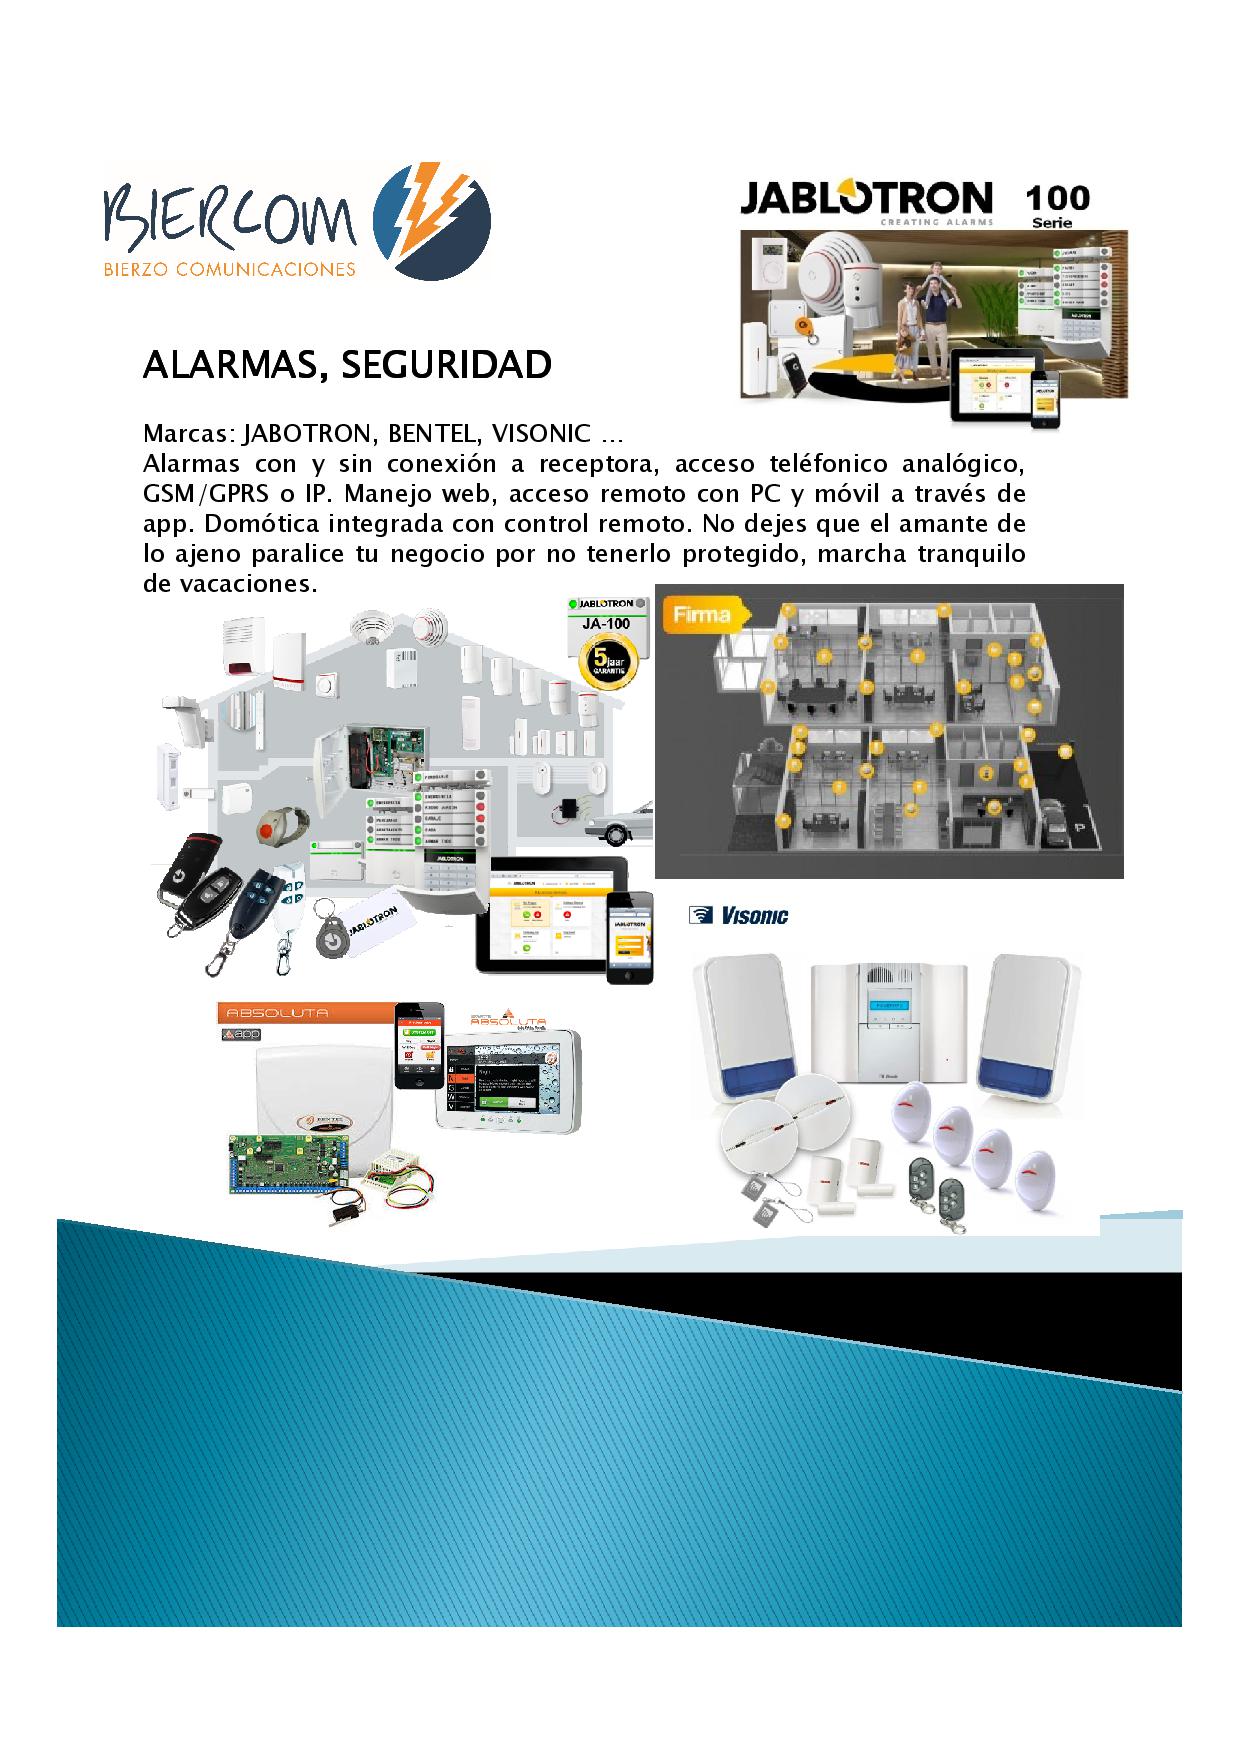 BIERCOM
BIERZO COMUNICACIONES
JABLOTRON 100
CREATING ALARMS Serie
ALARMAS, SEGURIDAD
Marcas: JABOTRON, BENTEL, VISONIC ...
Alarmas con y sin conexión a receptora, acceso teléfonico analógico,
GSM/GPRS o IP. Manejo web, acceso remoto con PC y móvil a través de
app. Domótica integrada con control remoto. No dejes que el amante de
lo ajeno paralice tu negocio por no tenerlo protegido, marcha tranquilo
de vacaciones.
JABLOTRON
JA-100
5 Jaar
GARANTIE
Firma
P
JABLOTRON
JABLOTRON
JABLOTRON
VISONIC
ABSOLUTA
app
ABSOLUTA
BENTEL